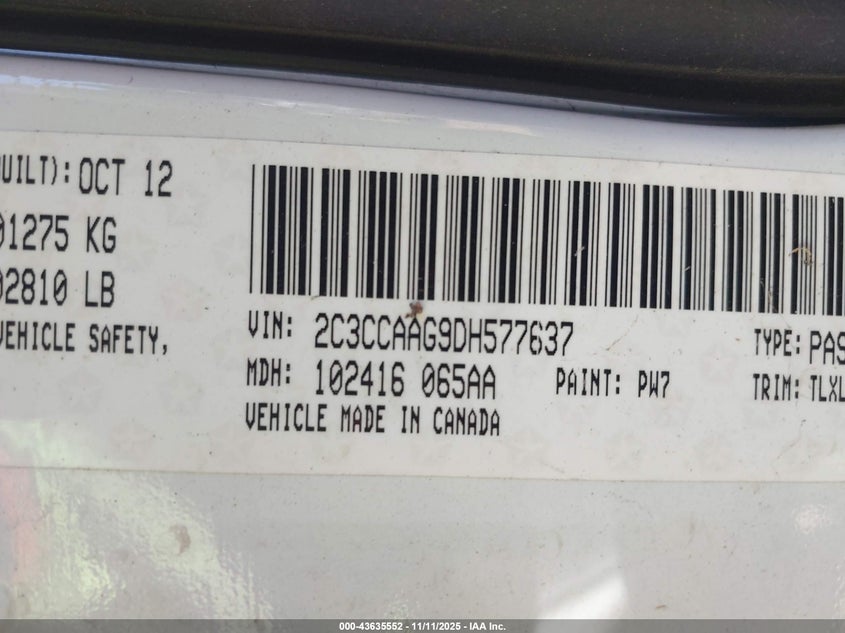 UILT): OCT 12
01275 KG
02810 LB
VEHICLE SAFETY,
VIN: 2C3CCAAG9DH577637
TYPE: PAS
MDH: 102416 065AA
PAINT: PW7
TRIM: TLXL
VEHICLE MADE IN CANADA
000-43635552 - 11/11/2025 - IAA Inc.